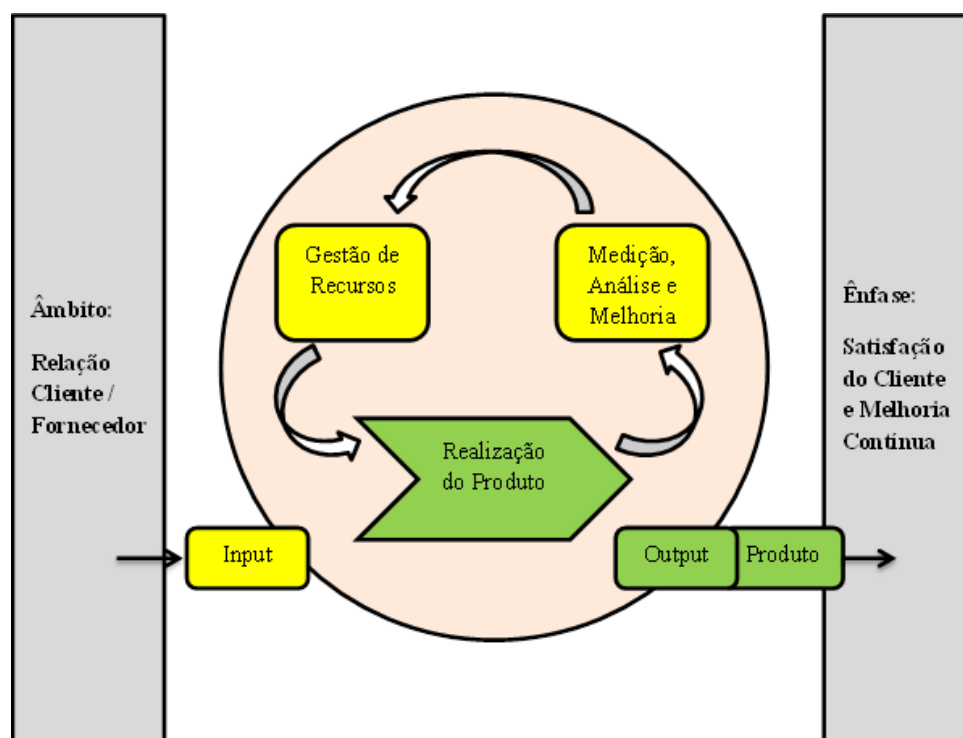 Âmbito:
Relação
Cliente /
Fornecedor
Gestão de
Recursos
Medição,
Análise e
Melhoria
Realização
do Produto
Input
Output
Produto
Ênfase:
Satisfação
do Cliente
e Melhoria
Contínua